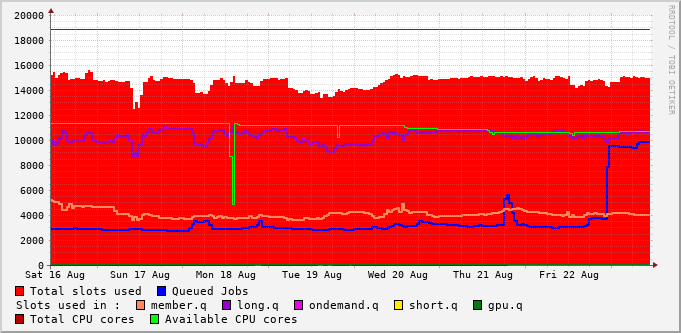 20000
18000
16000
14000
12000
10000
8000
6000
4000
2000
0
Sat 16 Aug Sun 17 Aug Mon 18 Aug Tue 19 Aug Wed 20 Aug Thu 21 Aug Fri 22 Aug
Total slots used Queued Jobs
Slots used in : member.q long.q ondemand.q short.q gpu.q
Total CPU cores Available CPU cores
RRDTOOL / TOBI OETIKER